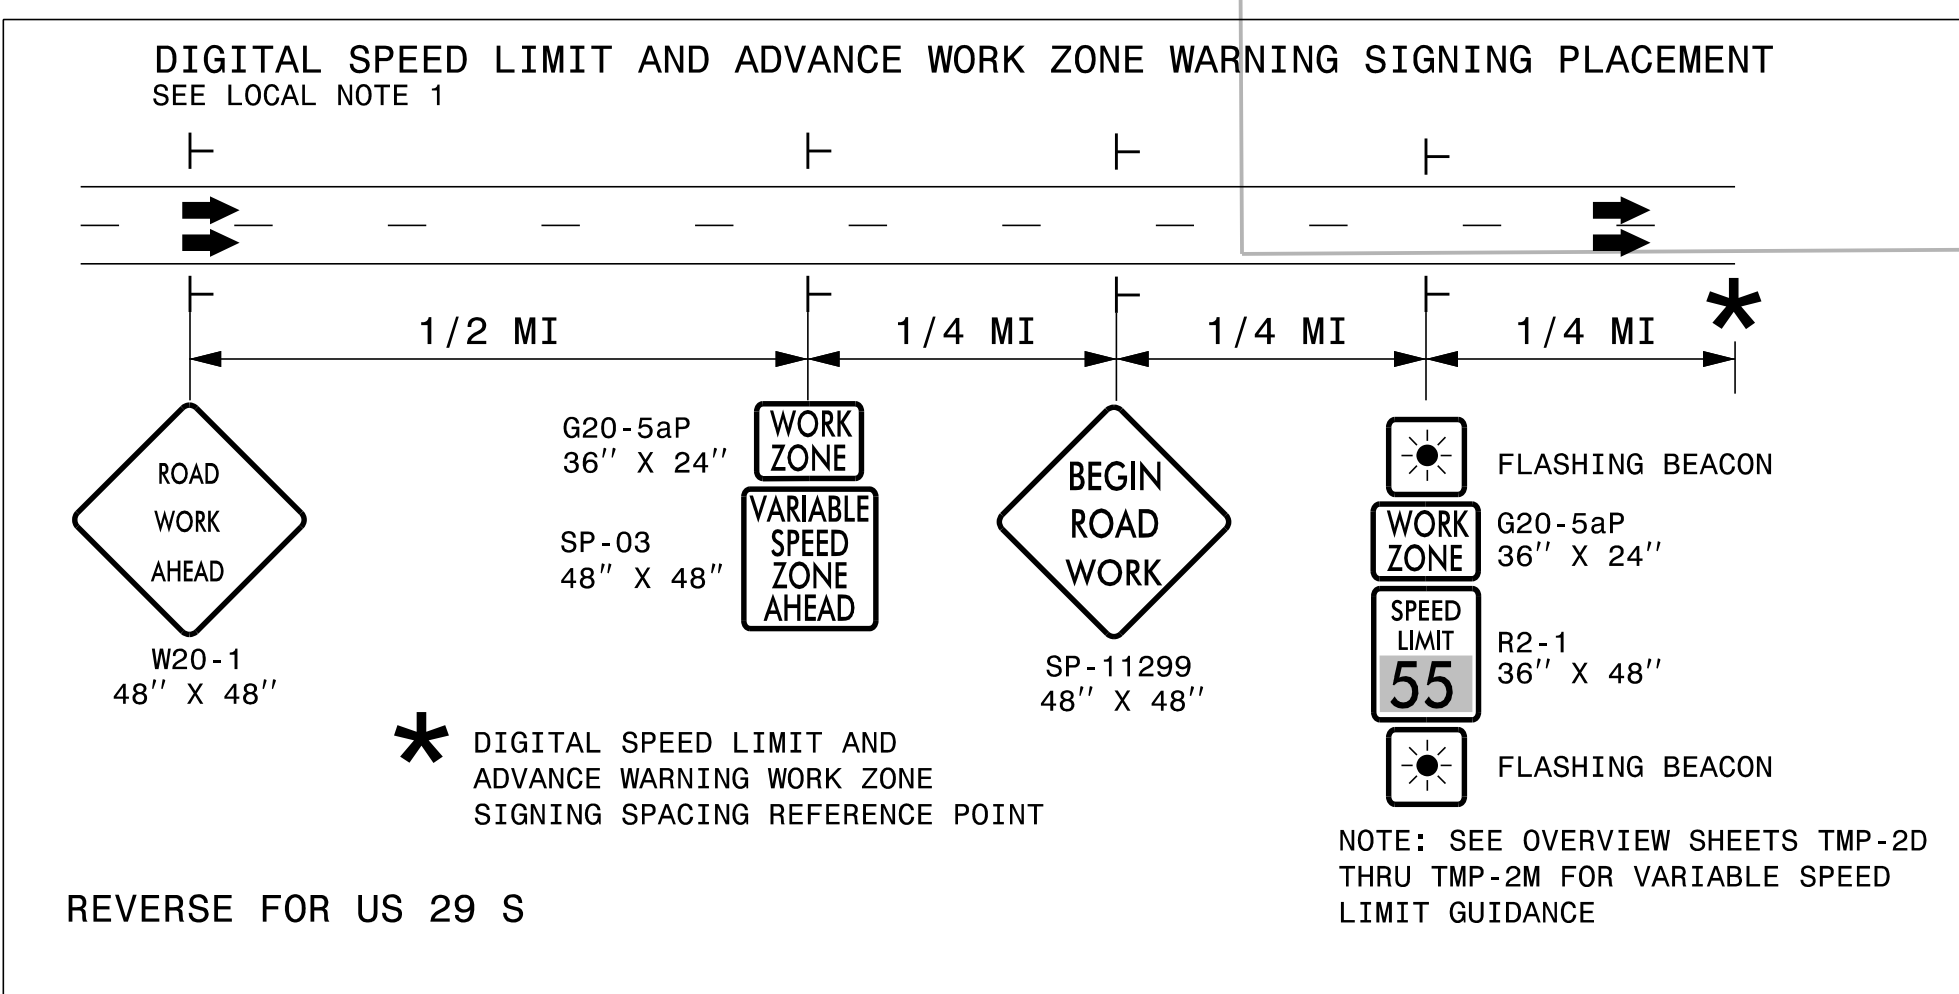 DIGITAL SPEED LIMIT AND ADVANCE WORK ZONE WARNING SIGNING PLACEMENT
SEE LOCAL NOTE 1
1/2 MI
1/4 MI
1/4 MI
1/4 MI
*
ROAD
WORK
AHEAD
W20-1
48'' X 48''
G20-5aP
36'' X 24''
WORK
ZONE
SP-03
48'' X 48''
VARIABLE
SPEED
ZONE
AHEAD
BEGIN
ROAD
WORK
SP-11299
48'' X 48''
FLASHING BEACON
WORK
ZONE
G20-5aP
36'' X 24''
SPEED
LIMIT
55
R2-1
36'' X 48''
FLASHING BEACON
* DIGITAL SPEED LIMIT AND
ADVANCE WARNING WORK ZONE
SIGNING SPACING REFERENCE POINT
NOTE: SEE OVERVIEW SHEETS TMP-2D
THRU TMP-2M FOR VARIABLE SPEED
LIMIT GUIDANCE
REVERSE FOR US 29 S